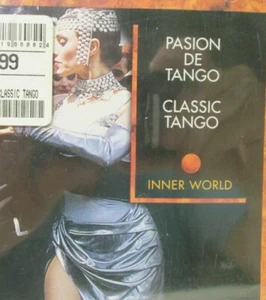 99
CLASSIC TANGO
PASION
DE
TANGO
CLASSIC
TANGO
INNER WORLD
L